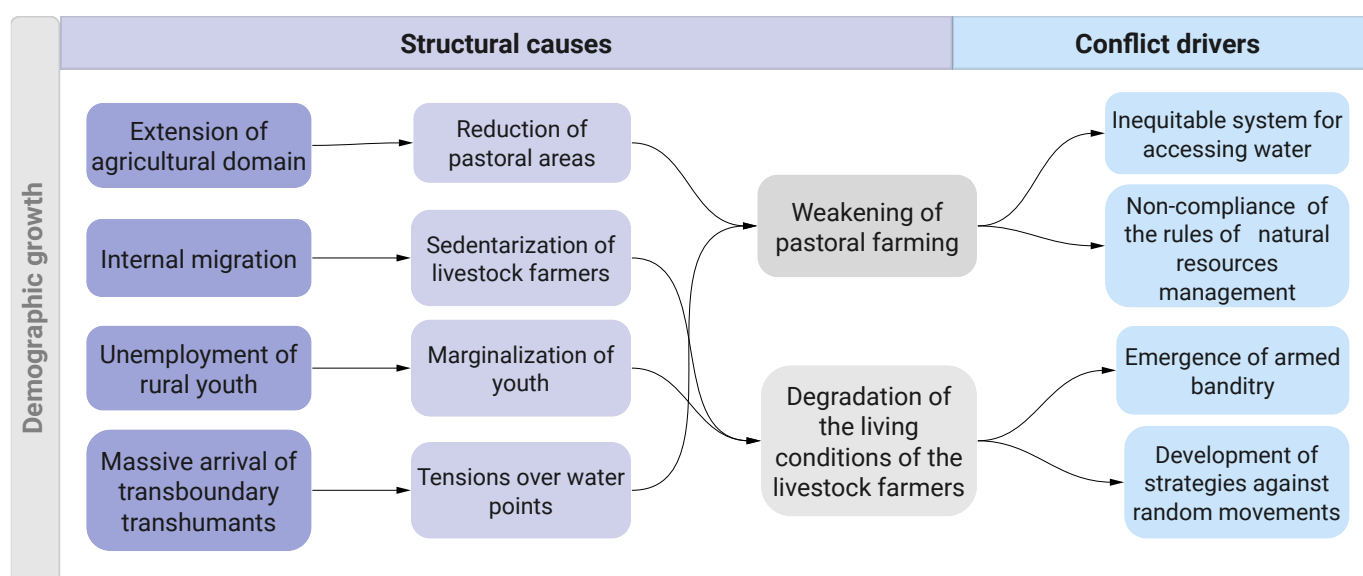 Demographic growth
Structural causes
Conflict drivers
Extension of
agricultural domain
Reduction of
pastoral areas
Internal migration
Sedentarization of
livestock farmers
Unemployment of
rural youth
Marginalization of
youth
Massive arrival of
transboundary
transhumants
Tensions over water
points
Weakening of
pastoral farming
Degradation of
the living
conditions of the
livestock farmers
Inequitable system for
accessing water
Non-compliance of
the rules of natural
resources
management
Emergence of armed
banditry
Development of
strategies against
random movements